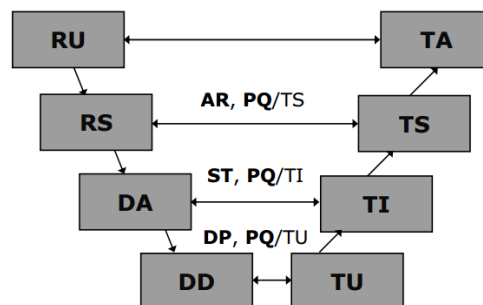 RU TA
AR, PQ/TS
RS TS
ST, PQ/TI
DA TI
DP, PQ/TU
DD TU